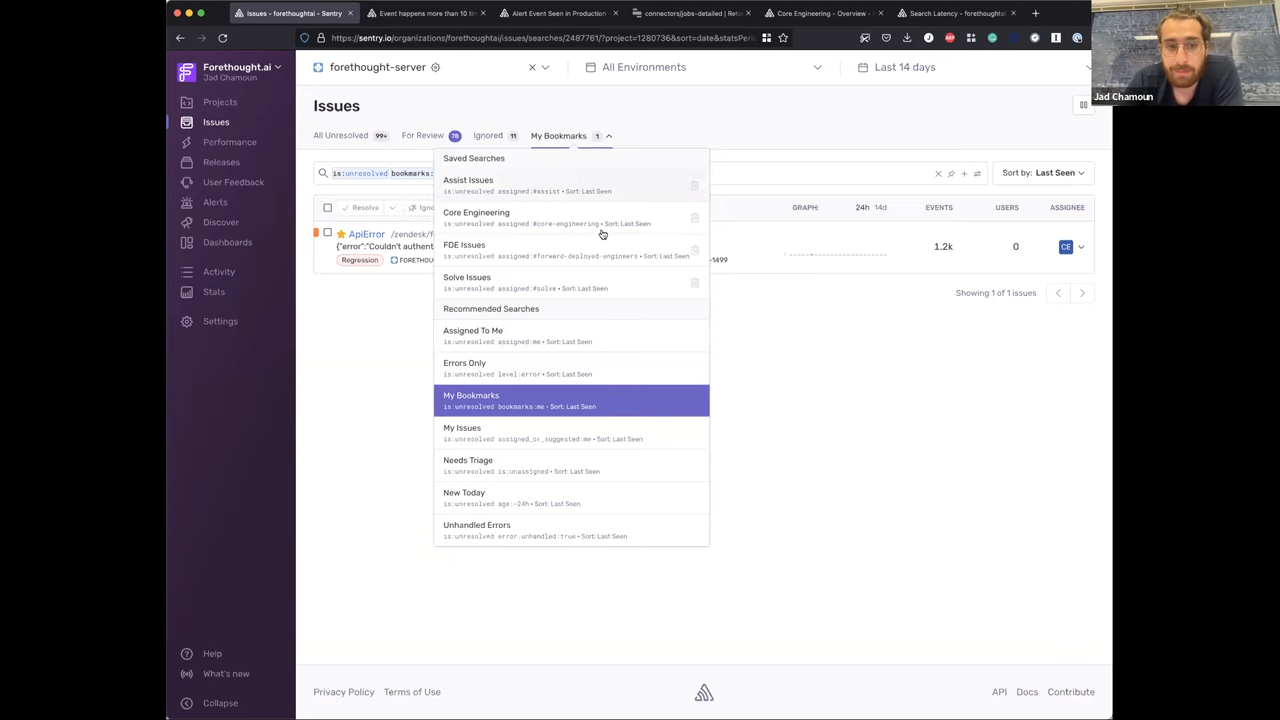 Issues - forethoughtai - Sentry
Event happens more than 10 tim
Alert Event Seen in Production
connectors/jobs-detailed | Reto
Core Engineering - Overview - F
Search Latency - forethoughtai
https://sentry.io/organizations/forethoughtai/issues/searches/2487761/?project=1280736&sort=date&statsPeri
Forethought.ai
Jad Chamoun
Projects
Issues
Performance
Releases
User Feedback
Alerts
Discover
Dashboards
Activity
Stats
Settings
Help
What's new
Collapse
forethought-server
All Environments
Last 14 days
Jad Chamoun
Issues
All Unresolved 99+
For Review 78
Ignored 11
My Bookmarks 1
is:unresolved bookmarks:
Sort by: Last Seen
Resolve
GRAPH: 24h 14d
EVENTS
USERS
ASSIGNEE
ApiError /zendesk/f
{"error":"Couldn't authent
Regression
-1499
1.2k
0
CE
Showing 1 of 1 issues
Saved Searches
Assist Issues
is:unresolved assigned:#assist • Sort: Last Seen
Core Engineering
is:unresolved assigned:#core-engineering • Sort: Last Seen
FDE Issues
is:unresolved assigned:#forward-deployed-engineers • Sort: Last Seen
Solve Issues
is:unresolved assigned:#solve • Sort: Last Seen
Recommended Searches
Assigned To Me
is:unresolved assigned:me • Sort: Last Seen
Errors Only
is:unresolved level:error • Sort: Last Seen
My Bookmarks
is:unresolved bookmarks:me • Sort: Last Seen
My Issues
is:unresolved assigned_or_suggested:me • Sort: Last Seen
Needs Triage
is:unresolved is:unassigned • Sort: Last Seen
New Today
is:unresolved age:-24h • Sort: Last Seen
Unhandled Errors
is:unresolved error.unhandled:true • Sort: Last Seen
Privacy Policy
Terms of Use
API
Docs
Contribute